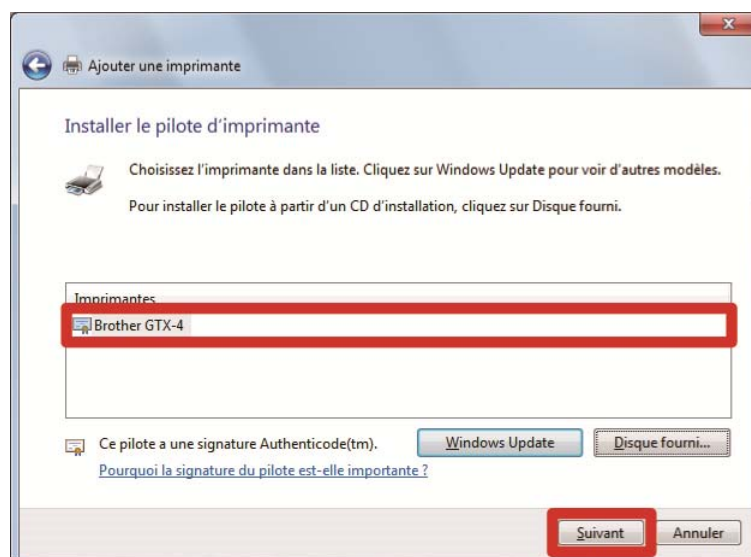 Ajouter une imprimante
Installer le pilote d'imprimante
Choisissez l'imprimante dans la liste. Cliquez sur Windows Update pour voir d'autres modèles.
Pour installer le pilote à partir d'un CD d'installation, cliquez sur Disque fourni.
Imprimantes
Brother GTX-4
Ce pilote a une signature Authenticode(tm).
Windows Update
Disque fourni...
Pourquoi la signature du pilote est-elle importante ?
Suivant
Annuler